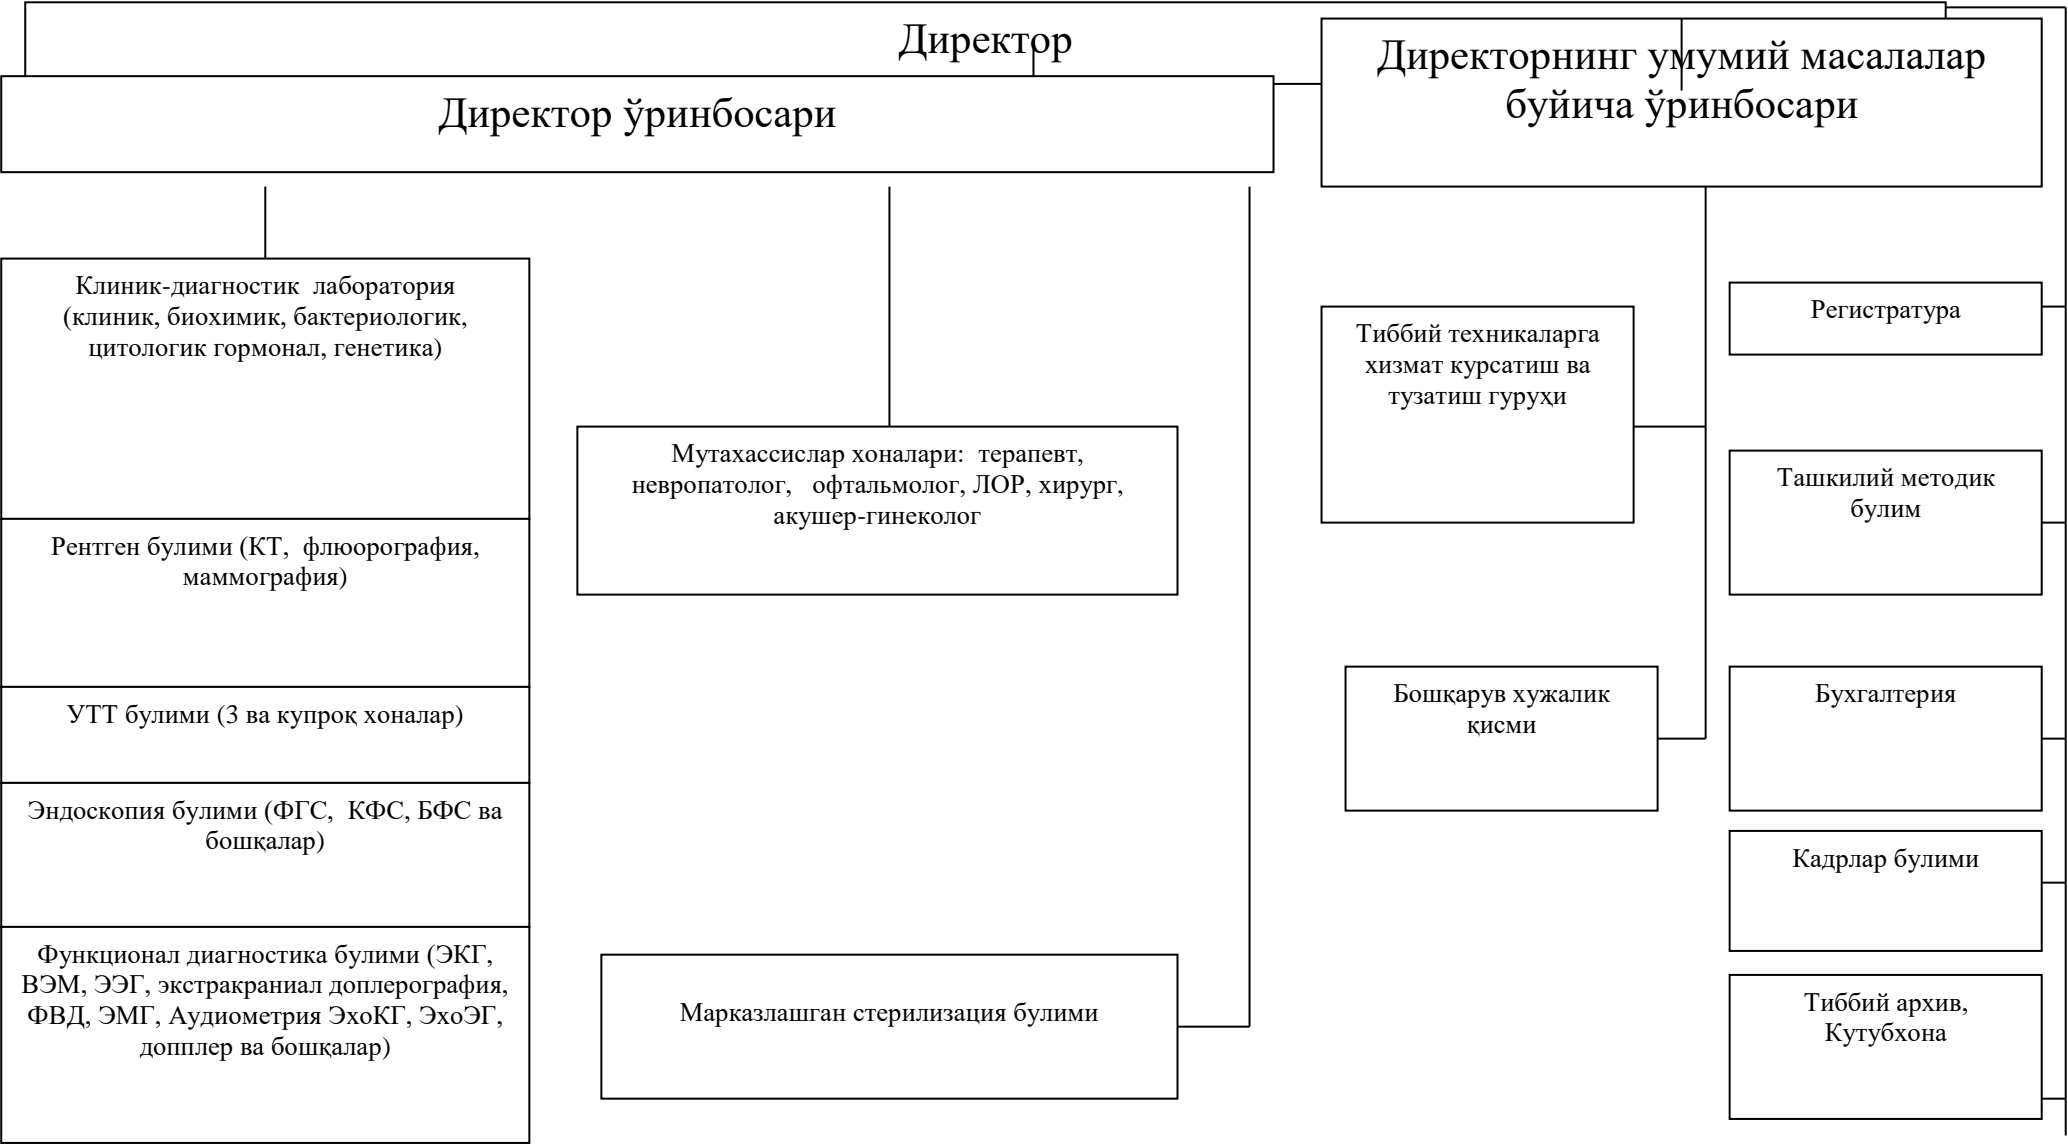 Директор
Директор ўринбосари
Директорнинг умумий масалалар
буйича ўринбосари
Клиник-диагностик лаборатория
(клиник, биохимик, бактериологик,
цитологик гормонал, генетика)
Рентген булими (КТ, флюорография,
маммография)
УТТ булими (3 ва купроқ хоналар)
Эндоскопия булими (ФГС, КФС, БФС ва
бошқалар)
Функционал диагностика булими (ЭКГ,
ВЭМ, ЭЭГ, экстракраниал доплерография,
ФВД, ЭМГ, Аудиометрия ЭхоКГ, ЭхоЭГ,
допплер ва бошқалар)
Мутахассислар хоналари: терапевт,
невропатолог, офтальмолог, ЛОР, хирург,
акушер-гинеколог
Марказлашган стерилизация булими
Тиббий техникаларга
хизмат курсатиш ва
тузатиш гуруҳи
Бошқарув хужалик
қисми
Регистратура
Ташкилий методик
булим
Бухгалтерия
Кадрлар булими
Тиббий архив,
Кутубхона